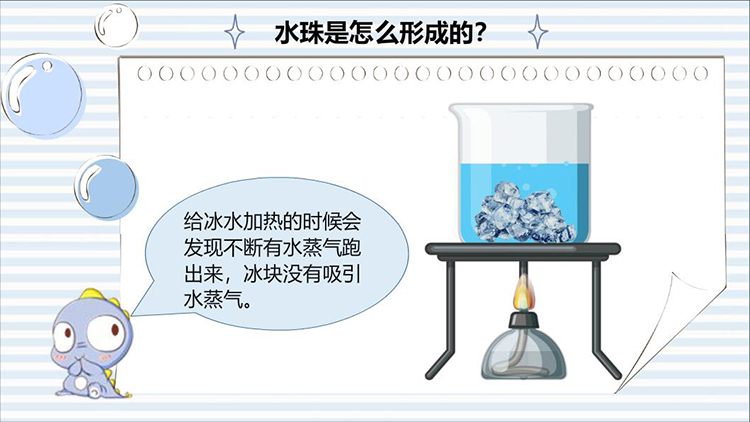 水珠是怎么形成的?
给冰水加热的时候会
发现不断有水蒸气跑
出来，冰块没有吸引
水蒸气。